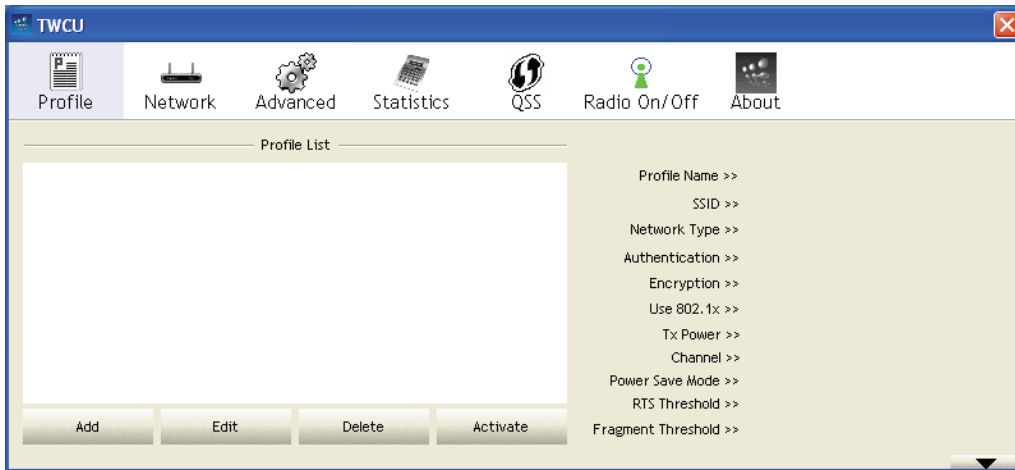 TWCU
Profile Network Advanced Statistics QSS Radio On/Off About
Profile List
Profile Name >>
SSID >>
Network Type >>
Authentication >>
Encryption >>
Use 802.1x >>
Tx Power >>
Channel >>
Power Save Mode >>
RTS Threshold >>
Fragment Threshold >>
Add Edit Delete Activate